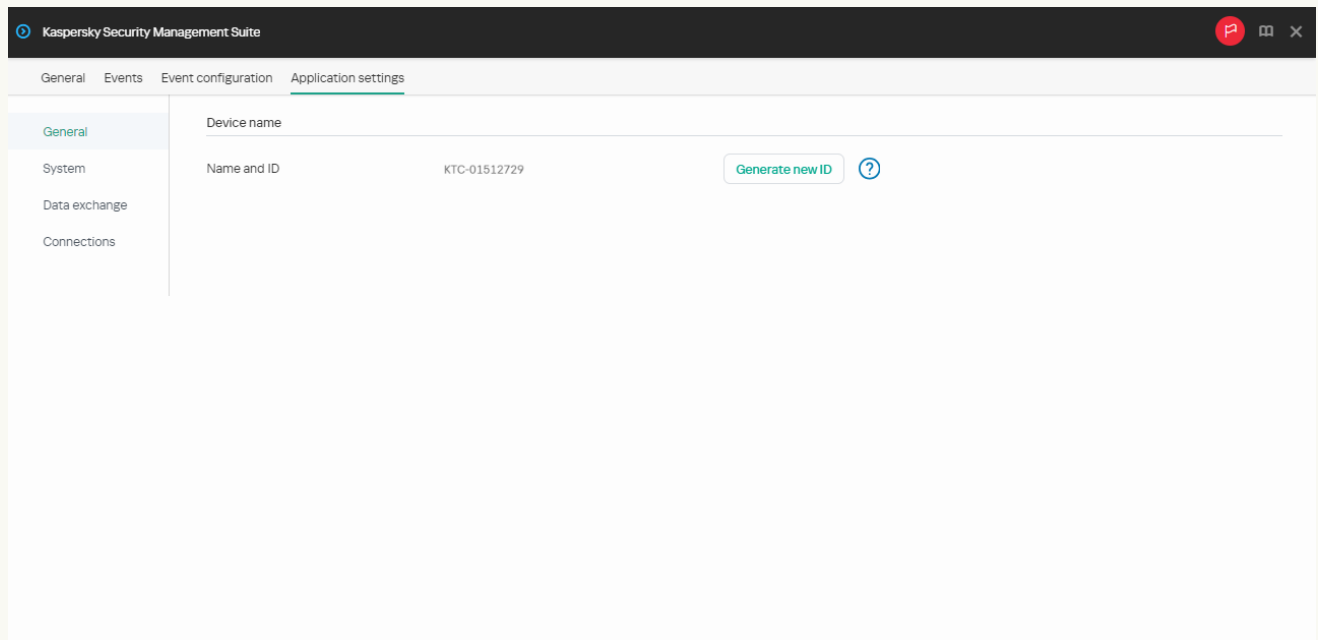 Kaspersky Security Management Suite
General Events Event configuration Application settings
General
System
Data exchange
Connections
Device name
Name and ID KTC-01512729 Generate new ID ?